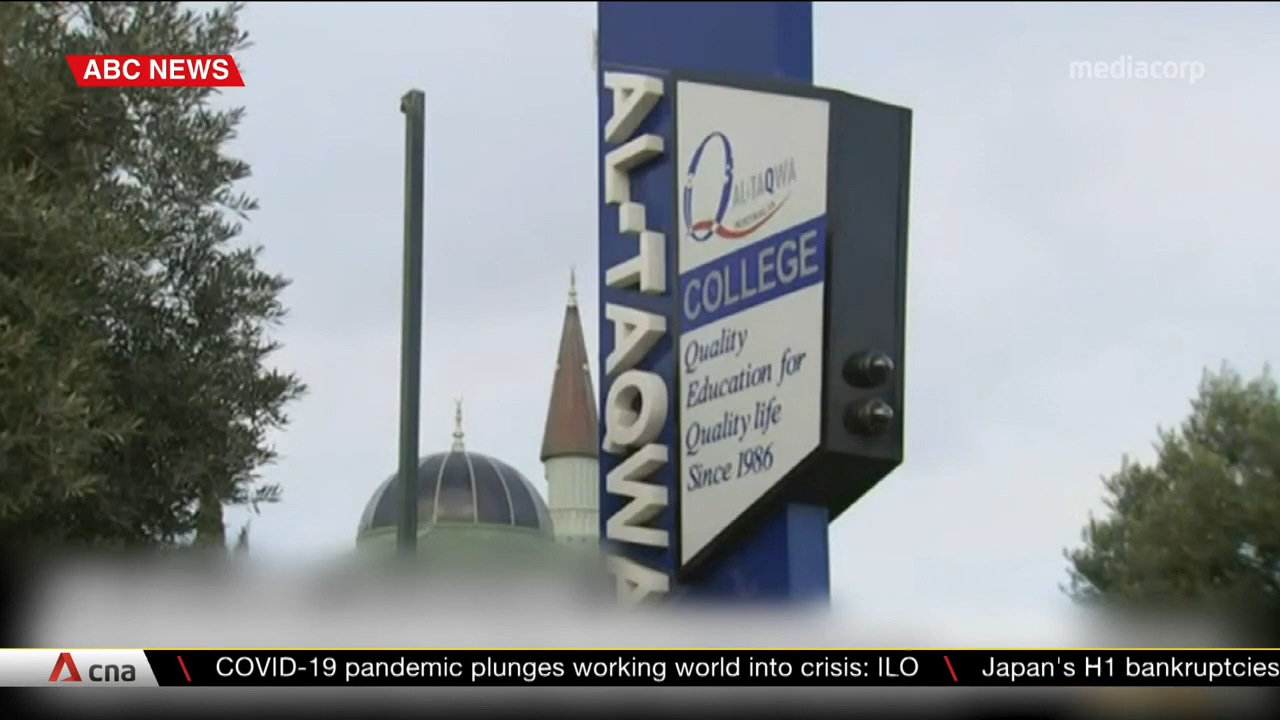 ABC NEWS
mediacorp
AL-TAQWA
AL-TAQWA
COLLEGE
Quality
Education for
Quality life
Since 1986
cna
COVID-19 pandemic plunges working world into crisis: ILO \ Japan's H1 bankruptcies